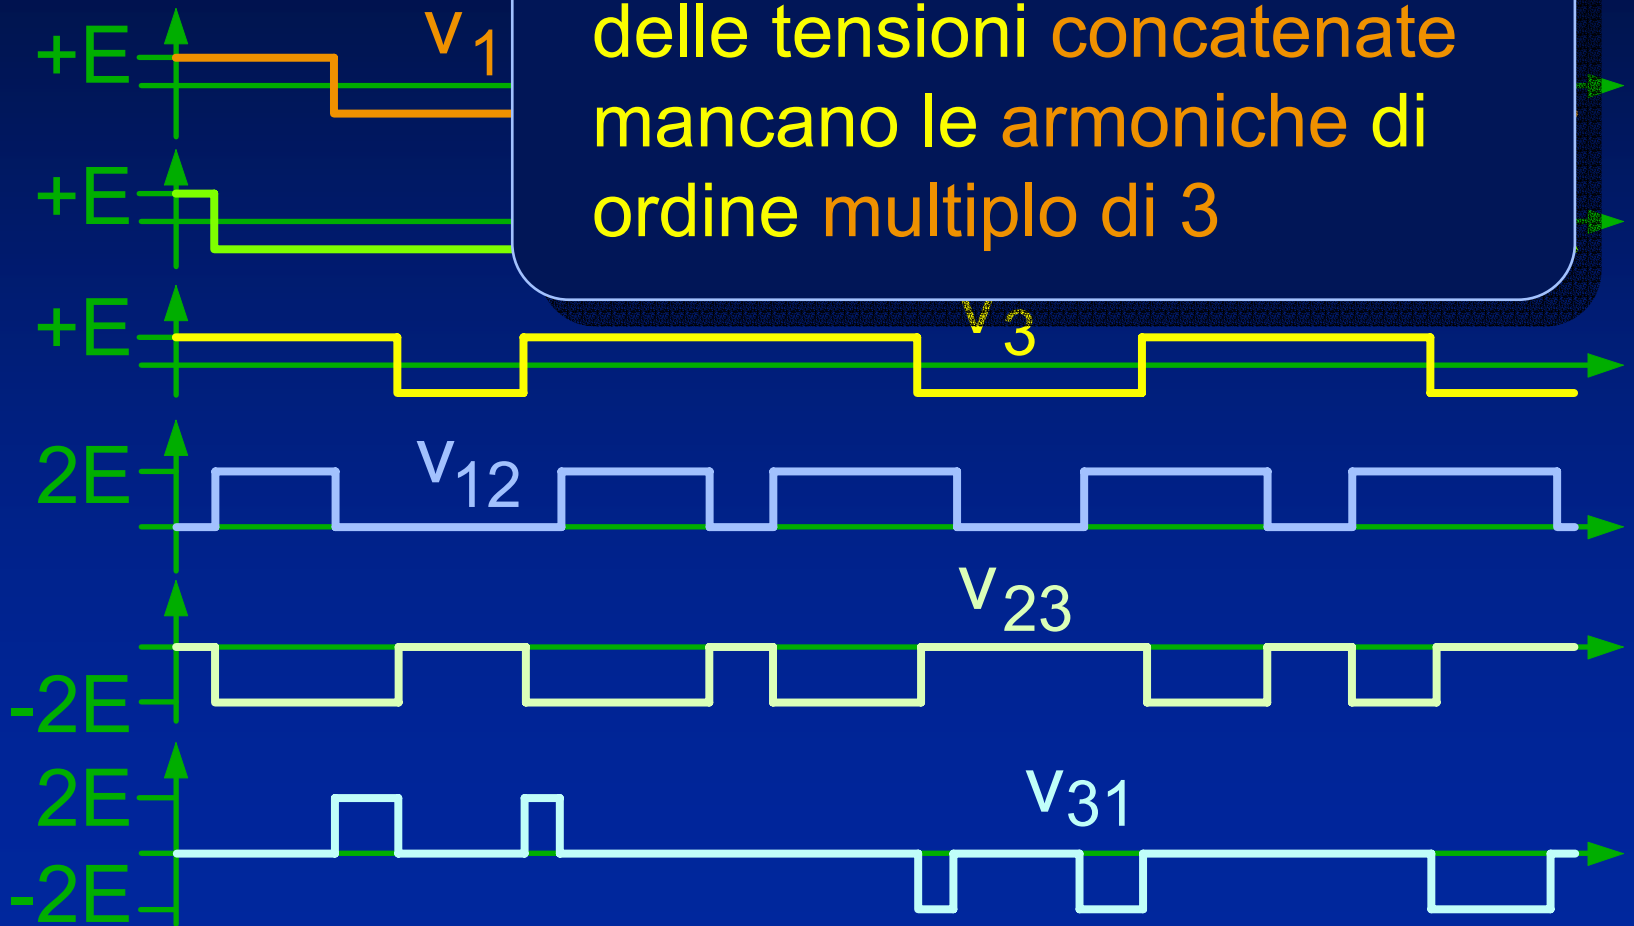 delle tensioni concatenate
mancano le armoniche di
ordine multiplo di 3
+E
v1
+E
+E
v3
2E
v12
v23
-2E
2E
v31
-2E